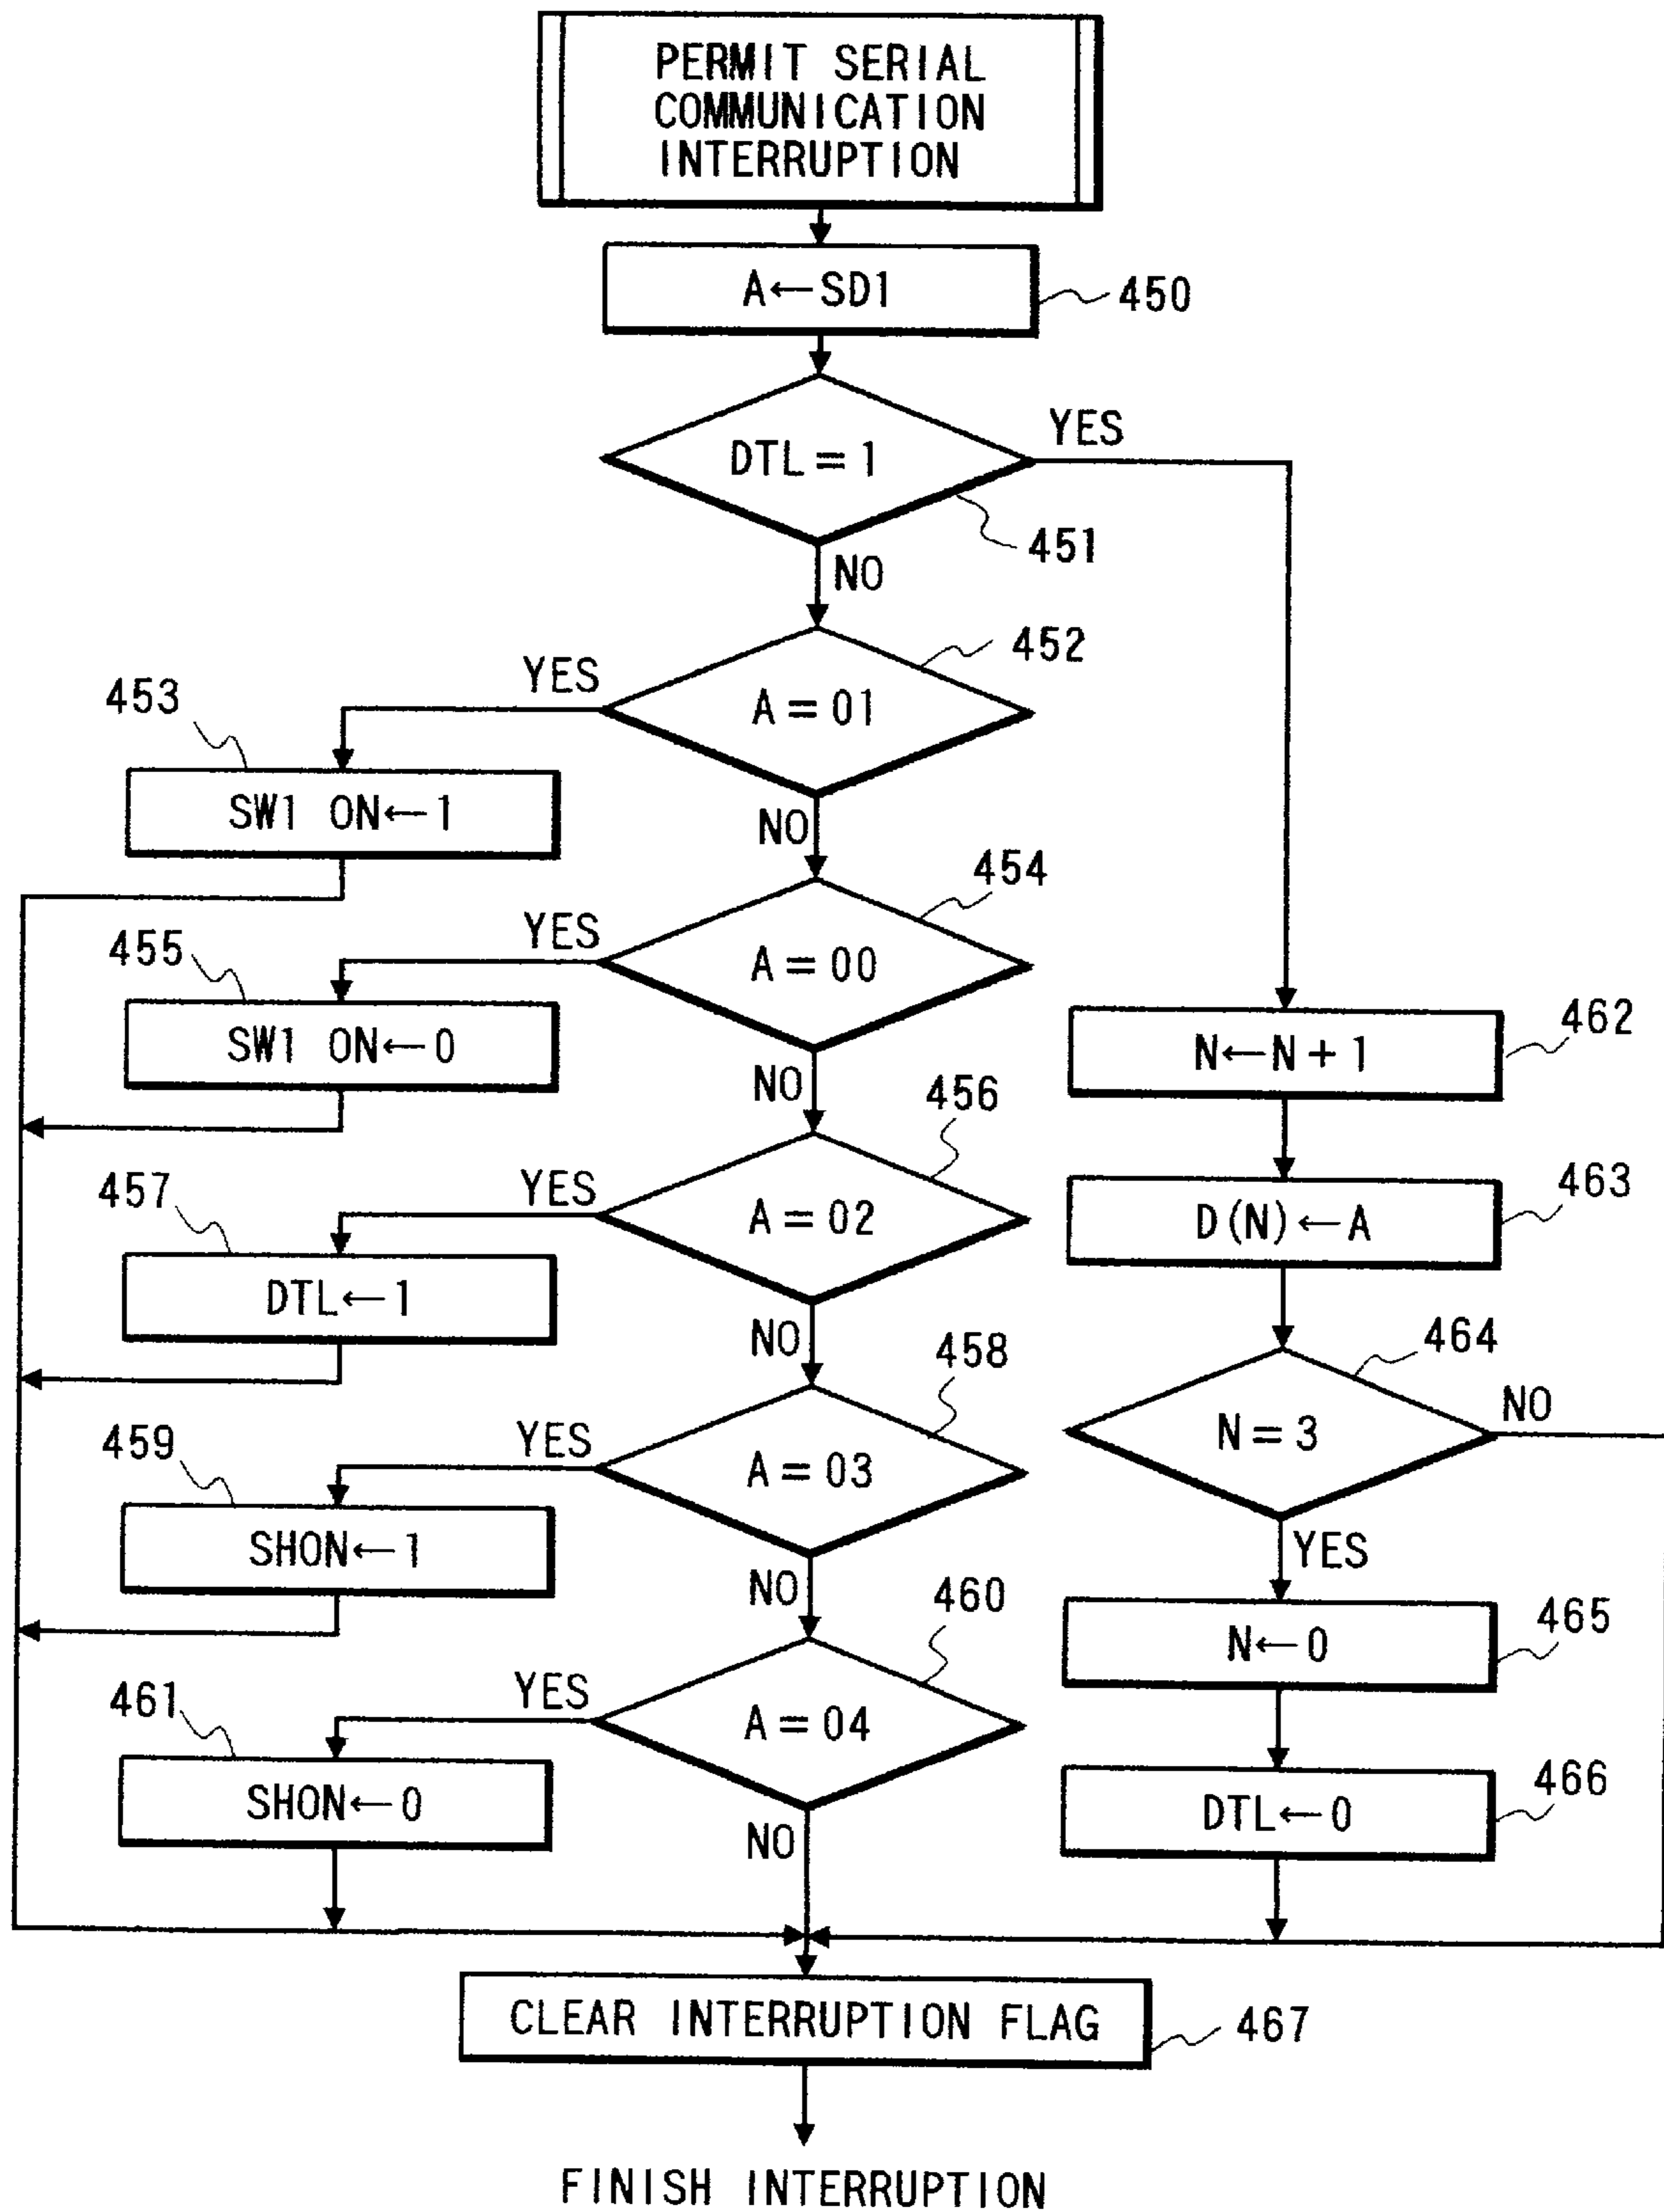 PERMIT SERIAL
COMMUNICATION
INTERRUPTION
A←SD1
450
DTL=1
YES
451
NO
A=01
452
YES
453
SW1 ON←1
NO
A=00
454
YES
455
SW1 ON←0
NO
A=02
456
YES
457
DTL←1
NO
A=03
458
YES
459
SHON←1
NO
A=04
460
YES
461
SHON←0
NO
N←N+1
462
D(N)←A
463
N=3
464
NO
YES
N←0
465
DTL←0
466
CLEAR INTERRUPTION FLAG
467
FINISH INTERRUPTION